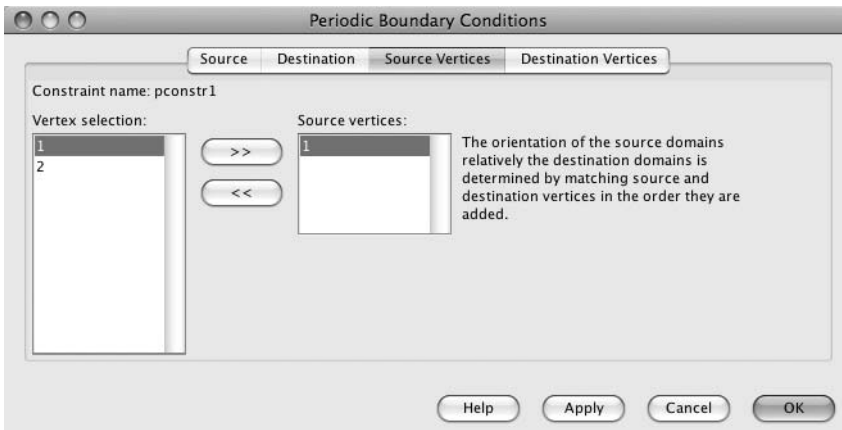 Periodic Boundary Conditions
Source Destination Source Vertices Destination Vertices
Constraint name: pconstr1
Vertex selection:
1
2
>>
<<
Source vertices:
1
The orientation of the source domains
relatively the destination domains is
determined by matching source and
destination vertices in the order they are
added.
Help Apply Cancel OK